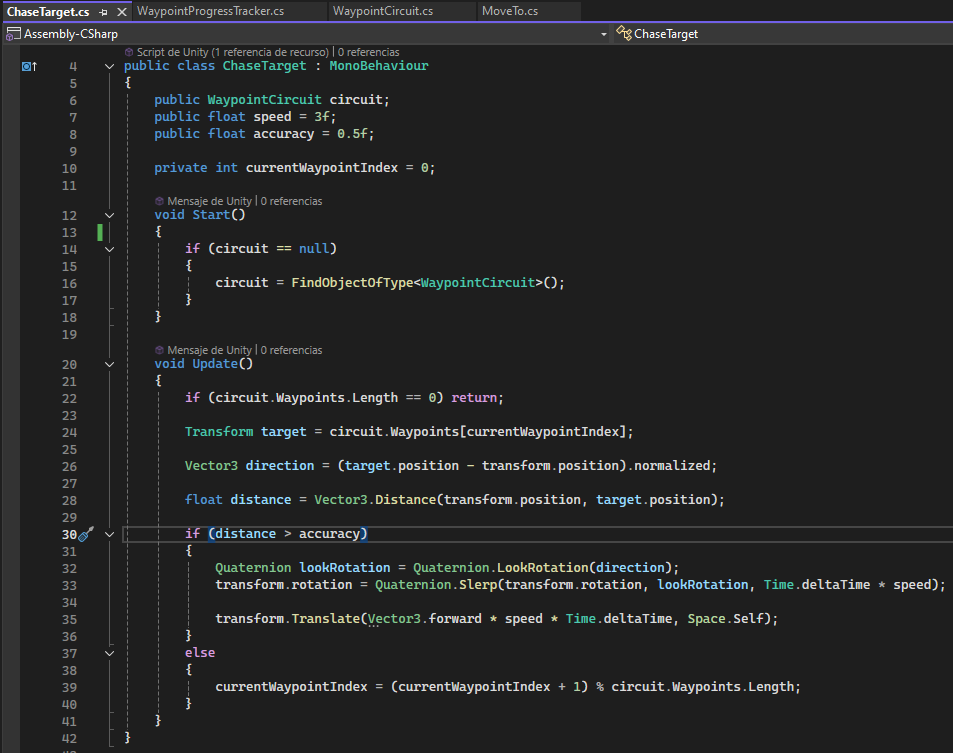 ChaseTarget.cs WaypointProgressTracker.cs WaypointCircuit.cs MoveTo.cs
Assembly-CSharp ChaseTarget
Script de Unity (1 referencia de recurso) | 0 referencias
4 public class ChaseTarget : MonoBehaviour
5 {
6 public WaypointCircuit circuit;
7 public float speed = 3f;
8 public float accuracy = 0.5f;
9
10 private int currentWaypointIndex = 0;
11
Mensaje de Unity | 0 referencias
12 void Start()
13 {
14 if (circuit == null)
15 {
16 circuit = FindObjectOfType<WaypointCircuit>();
17 }
18 }
19
Mensaje de Unity | 0 referencias
20 void Update()
21 {
22 if (circuit.Waypoints.Length == 0) return;
23
24 Transform target = circuit.Waypoints[currentWaypointIndex];
25
26 Vector3 direction = (target.position - transform.position).normalized;
27
28 float distance = Vector3.Distance(transform.position, target.position);
29
30 if (distance > accuracy)
31 {
32 Quaternion lookRotation = Quaternion.LookRotation(direction);
33 transform.rotation = Quaternion.Slerp(transform.rotation, lookRotation, Time.deltaTime * speed);
34
35 transform.Translate(Vector3.forward * speed * Time.deltaTime, Space.Self);
36 }
37 else
38 {
39 currentWaypointIndex = (currentWaypointIndex + 1) % circuit.Waypoints.Length;
40 }
41 }
42 }